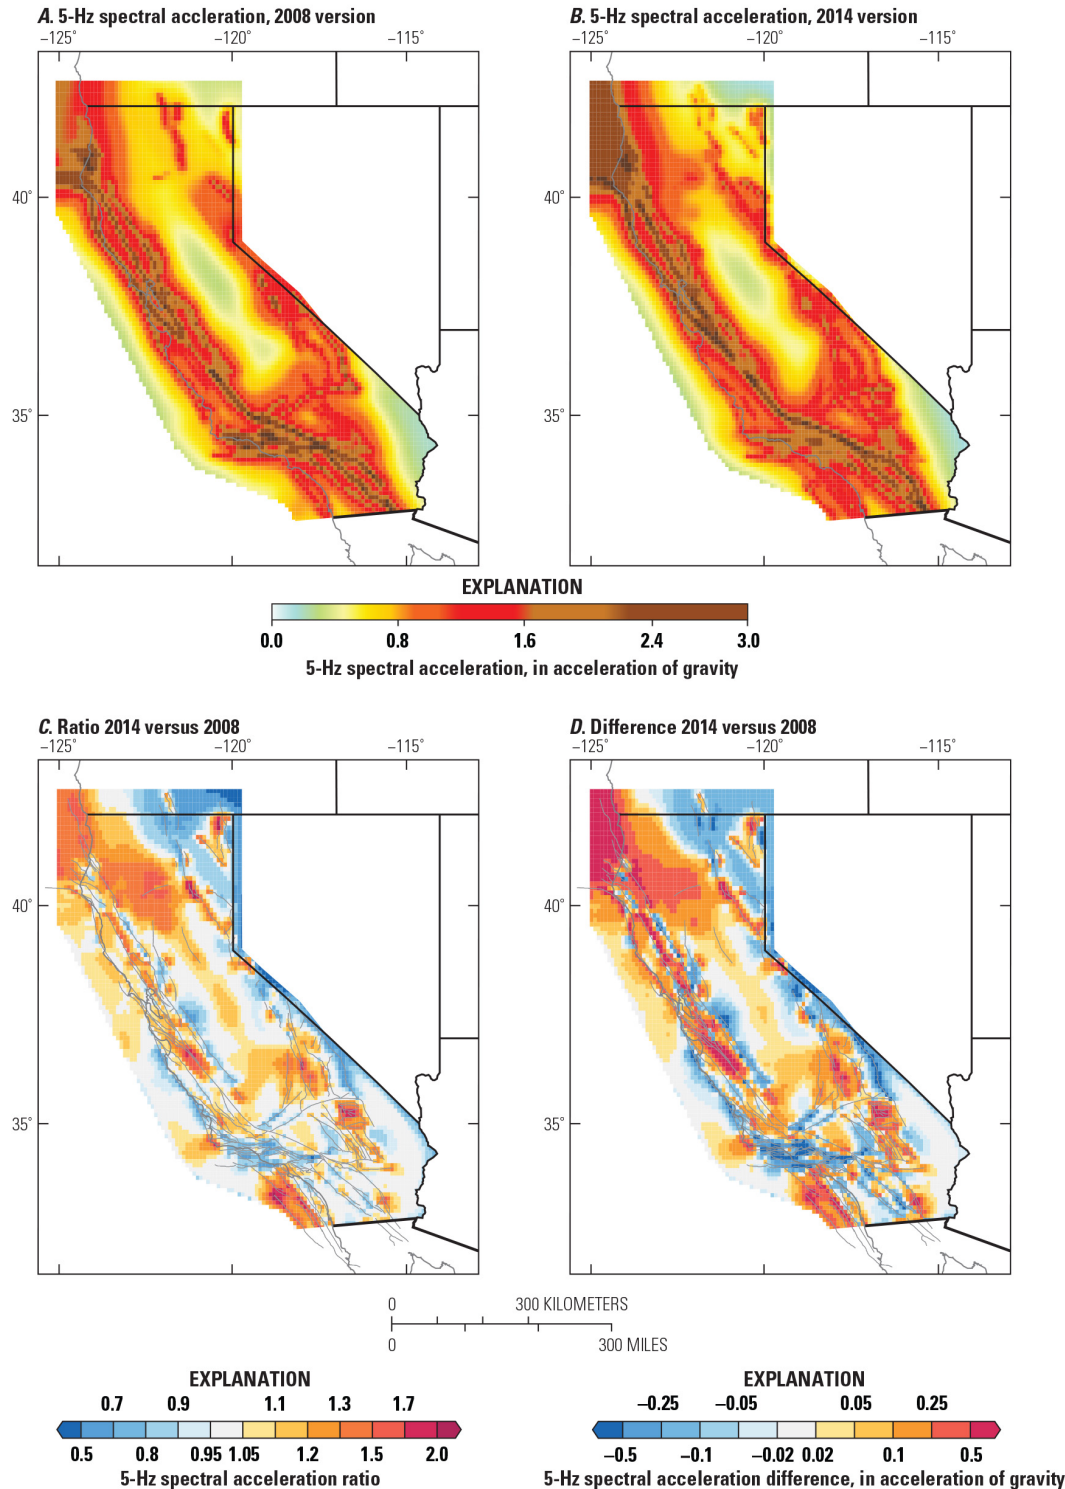 A. 5-Hz spectral accleration, 2008 version
−125˚ −120˚ −115˚
40˚
35˚
B. 5-Hz spectral acceleration, 2014 version
−125˚ −120˚ −115˚
40˚
35˚
EXPLANATION
0.0 0.8 1.6 2.4 3.0
5-Hz spectral acceleration, in acceleration of gravity
C. Ratio 2014 versus 2008
−125˚ −120˚ −115˚
40˚
35˚
D. Difference 2014 versus 2008
−125˚ −120˚ −115˚
40˚
35˚
0 300 KILOMETERS
0 300 MILES
EXPLANATION
0.7 0.9 1.1 1.3 1.7
0.5 0.8 0.95 1.05 1.2 1.5 2.0
5-Hz spectral acceleration ratio
EXPLANATION
−0.25 −0.05 0.05 0.25
−0.5 −0.1 −0.02 0.02 0.1 0.5
5-Hz spectral acceleration difference, in acceleration of gravity